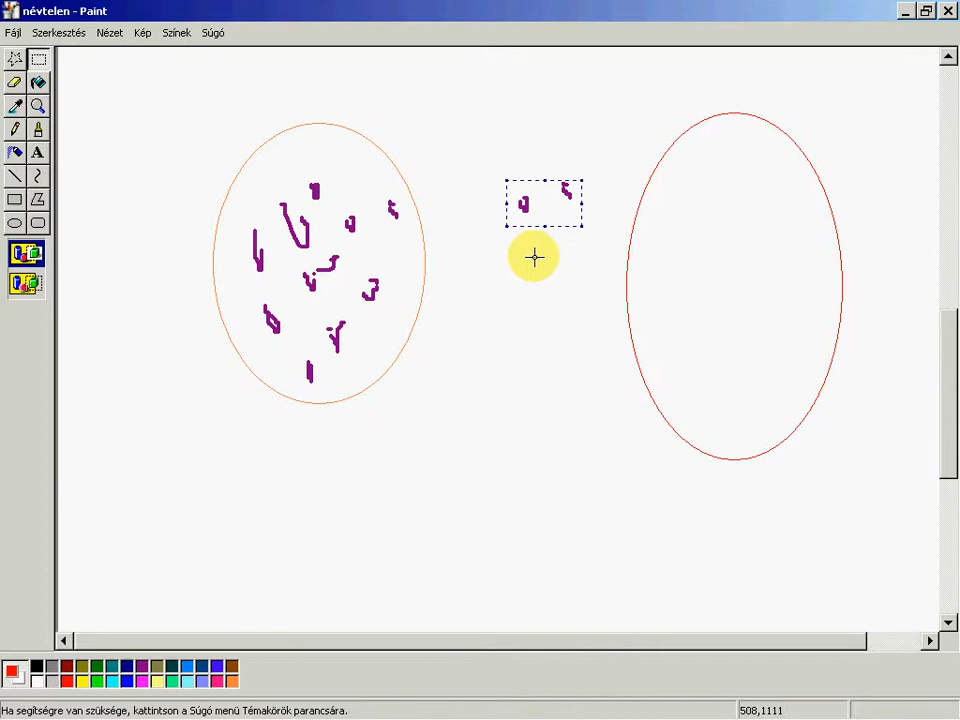 névtelen - Paint
Fájl Szerkesztés Nézet Kép Színek Súgó
A
Ha segítségre van szüksége, kattintson a Súgó menü Témakörök parancsára.
508,1111